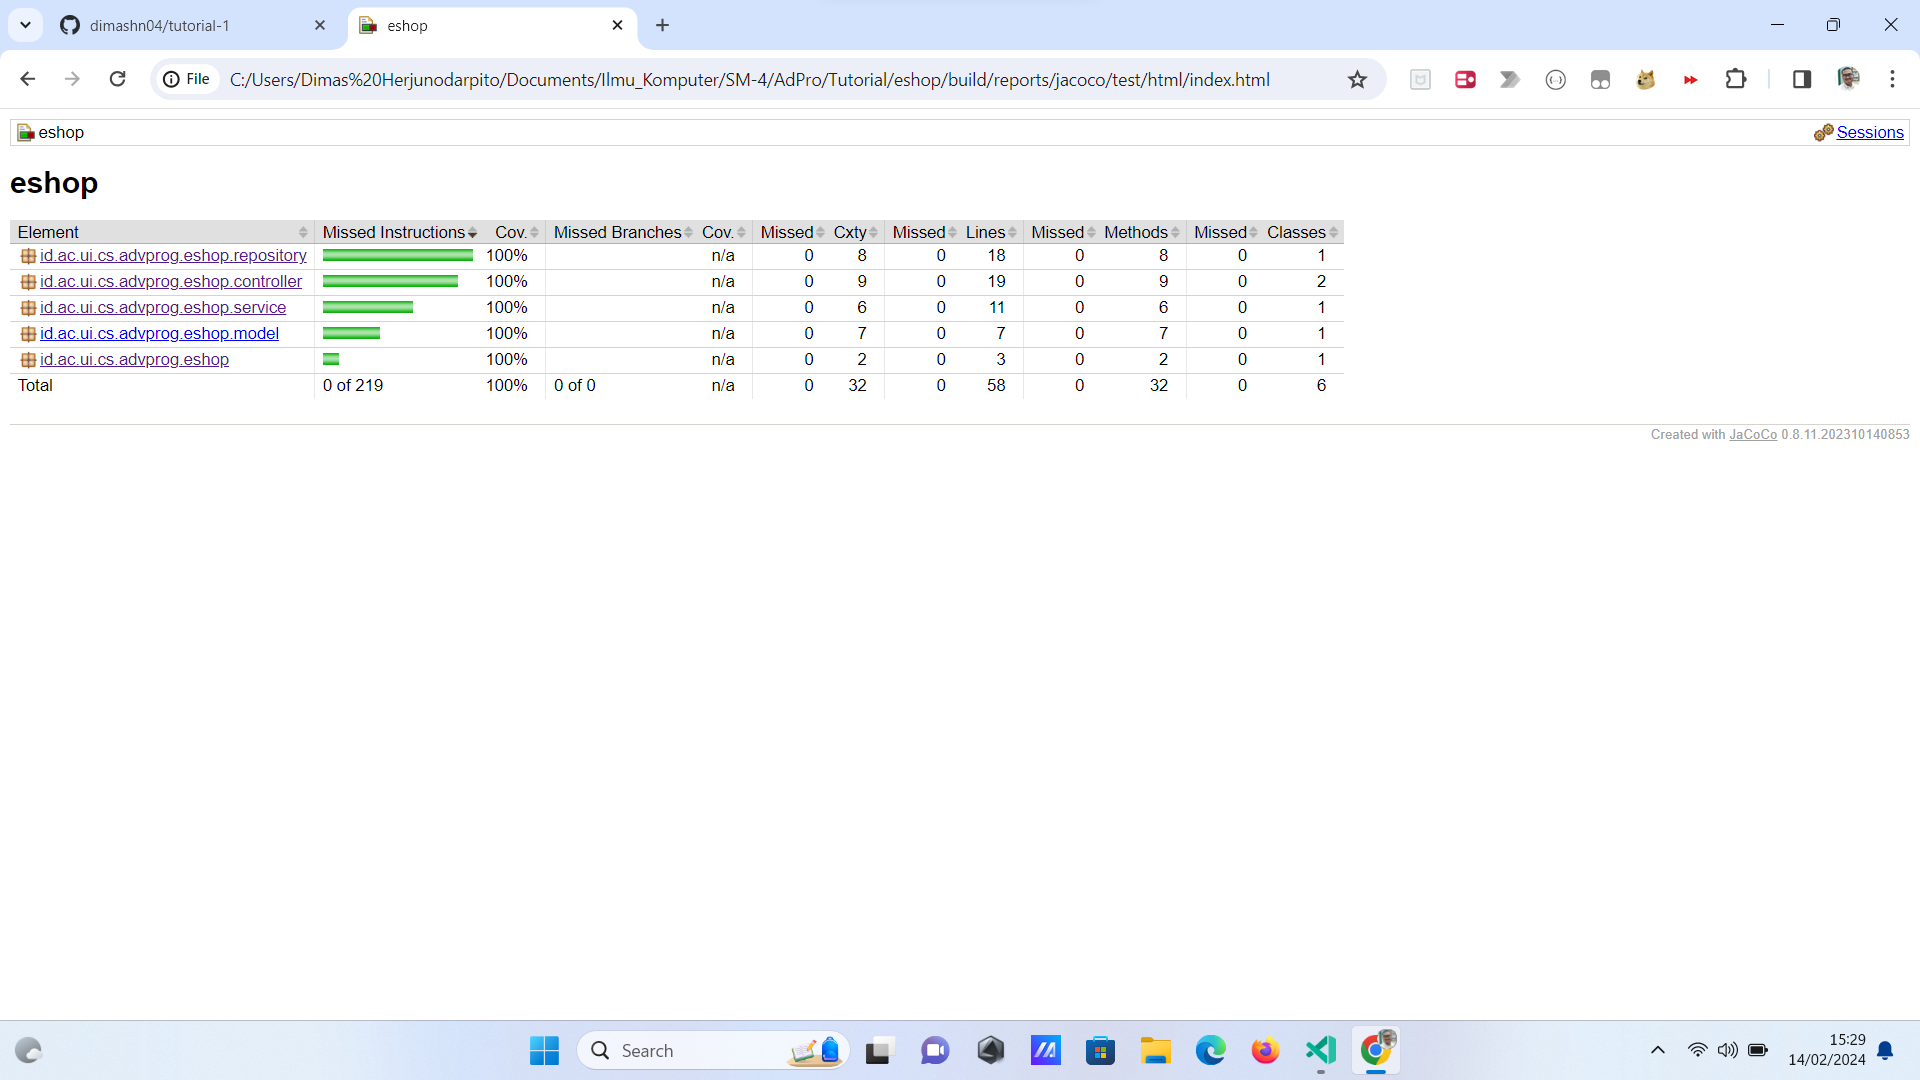 dimashn04/tutorial-1
eshop
File C:/Users/Dimas%20Herjunodarpito/Documents/Ilmu_Komputer/SM-4/AdPro/Tutorial/eshop/build/reports/jacoco/test/html/index.html
eshop Sessions
eshop
Element Missed Instructions Cov. Missed Branches Cov. Missed Cxty Missed Lines Missed Methods Missed Classes
id.ac.ui.cs.advprog.eshop.repository 100% n/a 0 8 0 18 0 8 0 1
id.ac.ui.cs.advprog.eshop.controller 100% n/a 0 9 0 19 0 9 0 2
id.ac.ui.cs.advprog.eshop.service 100% n/a 0 6 0 11 0 6 0 1
id.ac.ui.cs.advprog.eshop.model 100% n/a 0 7 0 7 0 7 0 1
id.ac.ui.cs.advprog.eshop 100% n/a 0 2 0 3 0 2 0 1
Total 0 of 219 100% 0 of 0 n/a 0 32 0 58 0 32 0 6
Created with JaCoCo 0.8.11.202310140853
Search
15:29
14/02/2024